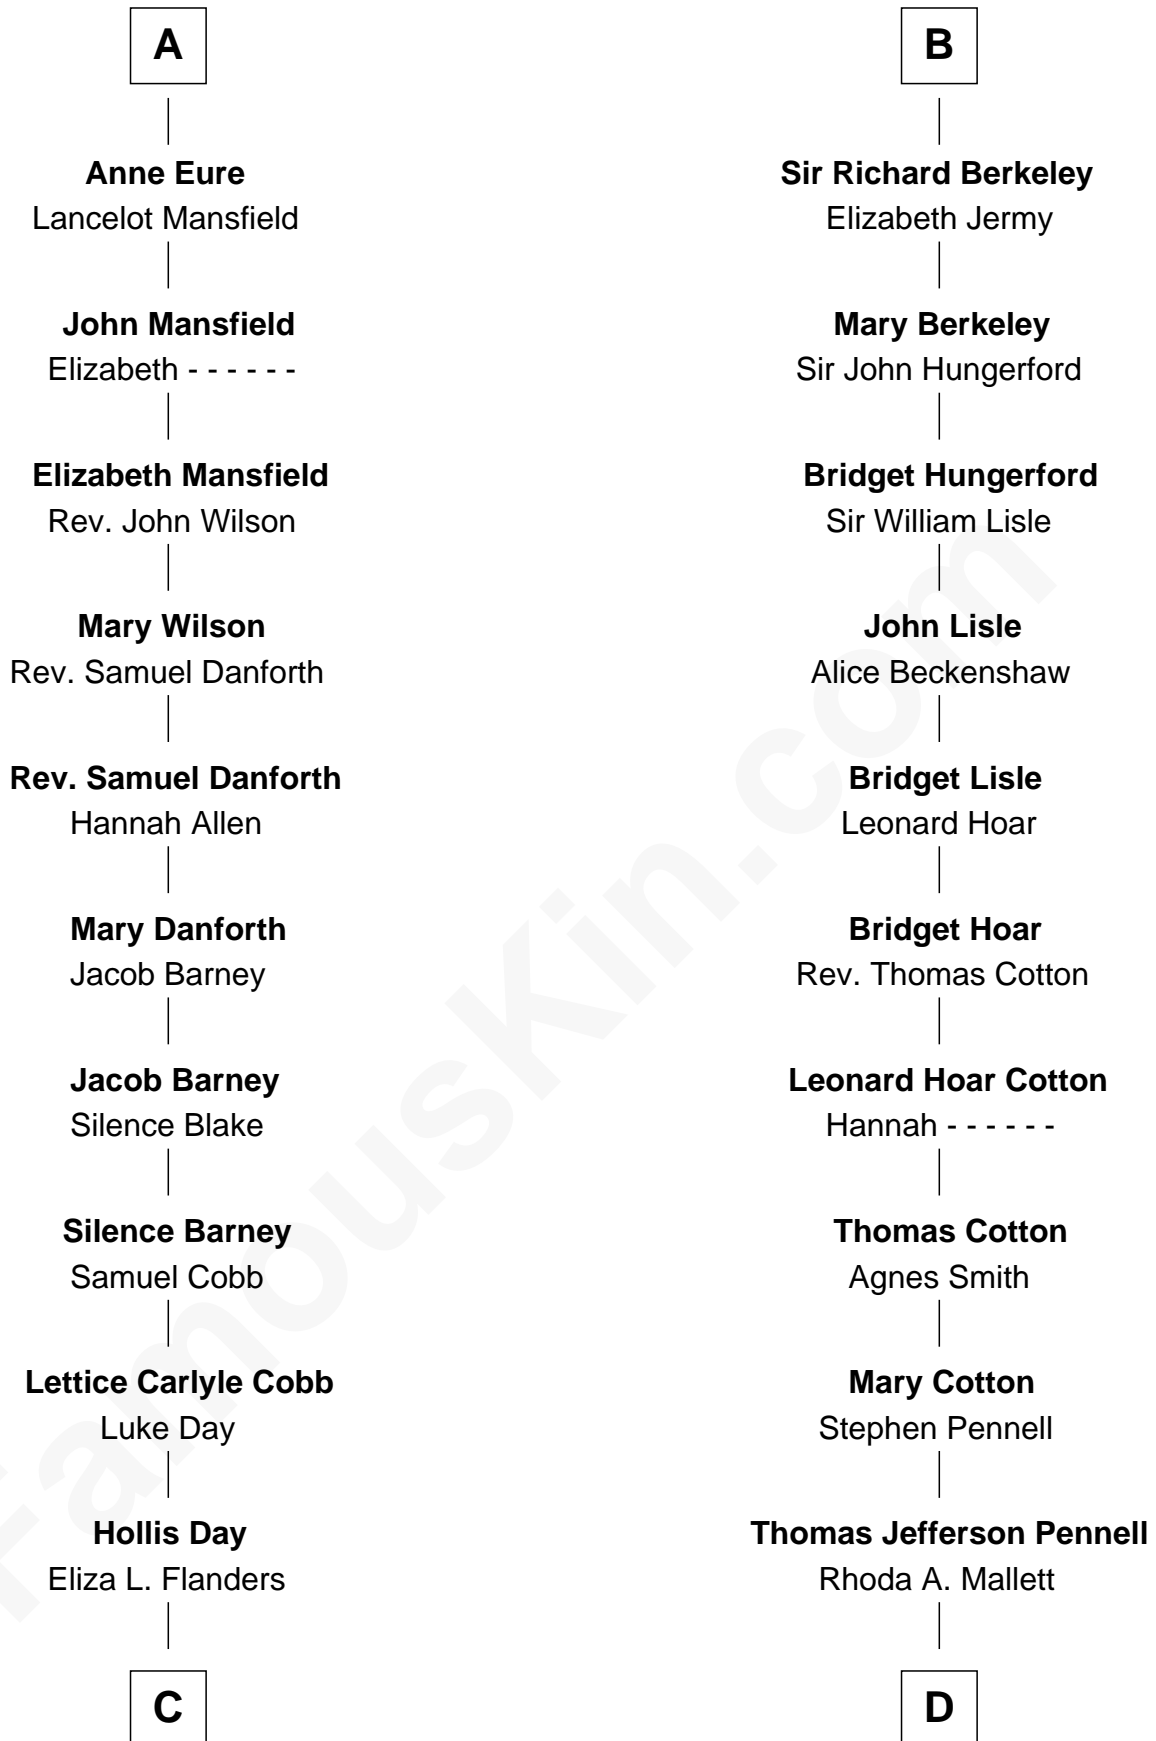 A
Anne Eure
Lancelot Mansfield
John Mansfield
Elizabeth - - - - - -
Elizabeth Mansfield
Rev. John Wilson
Mary Wilson
Rev. Samuel Danforth
Rev. Samuel Danforth
Hannah Allen
Mary Danforth
Jacob Barney
Jacob Barney
Silence Blake
Silence Barney
Samuel Cobb
Lettice Carlyle Cobb
Luke Day
Hollis Day
Eliza L. Flanders
C
B
Sir Richard Berkeley
Elizabeth Jermy
Mary Berkeley
Sir John Hungerford
Bridget Hungerford
Sir William Lisle
John Lisle
Alice Beckenshaw
Bridget Lisle
Leonard Hoar
Bridget Hoar
Rev. Thomas Cotton
Leonard Hoar Cotton
Hannah - - - - - -
Thomas Cotton
Agnes Smith
Mary Cotton
Stephen Pennell
Thomas Jefferson Pennell
Rhoda A. Mallett
D
FamousKin.com